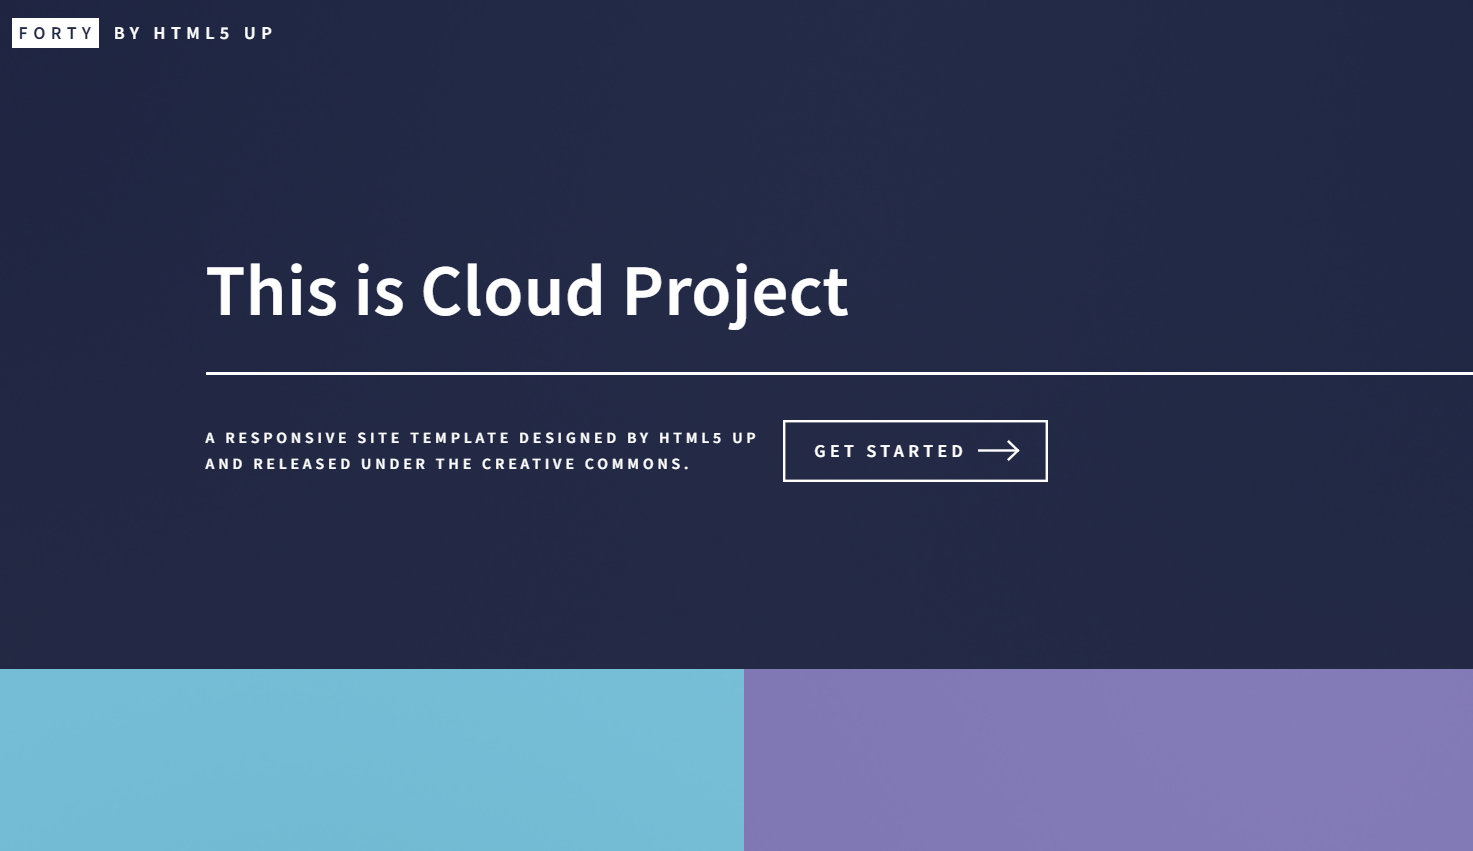 FORTY BY HTML5 UP
This is Cloud Project
A RESPONSIVE SITE TEMPLATE DESIGNED BY HTML5 UP
AND RELEASED UNDER THE CREATIVE COMMONS.
GET STARTED